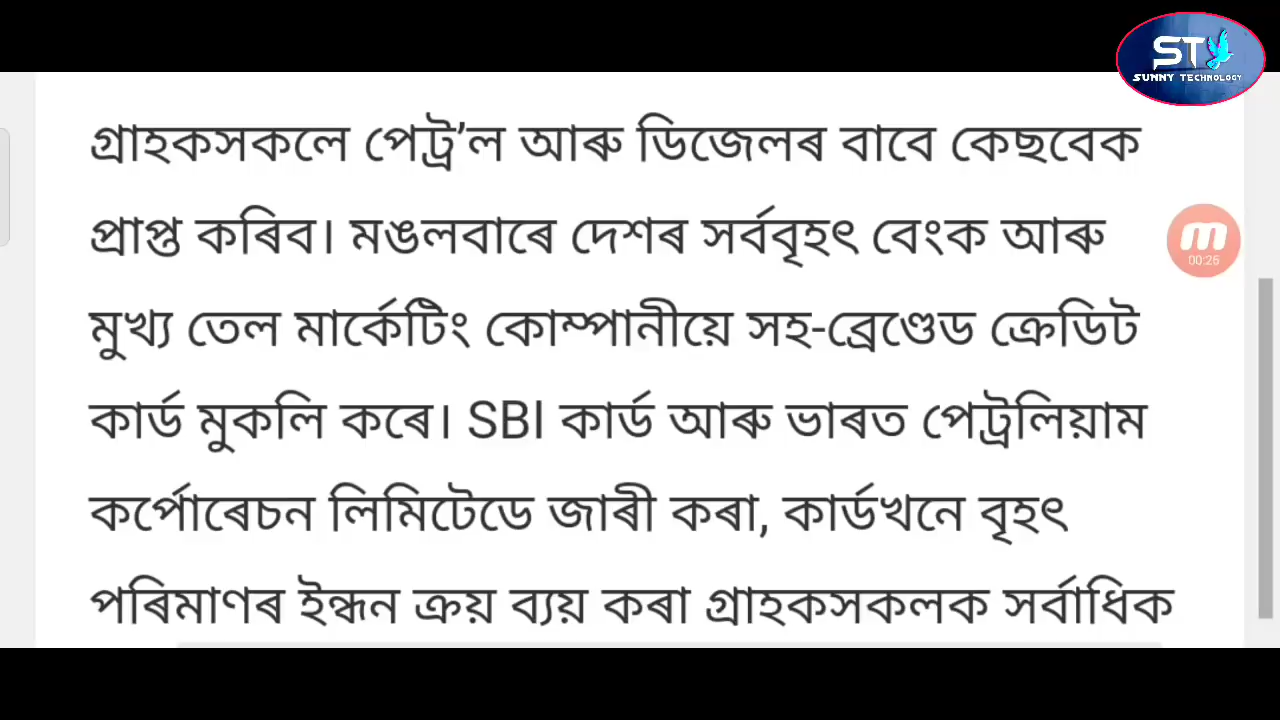 ST
SUNNY TECHNOLOGY
গ্ৰাহকসকলে পেট্ৰ’ল আৰু ডিজেলৰ বাবে কেছবেক
প্ৰাপ্ত কৰিব। মঙলবাৰে দেশৰ সৰ্ববৃহৎ বেংক আৰু
00:26
মুখ্য তেল মাৰ্কেটিং কোম্পানীয়ে সহ-ব্ৰেণ্ডেড ক্ৰেডিট
কাৰ্ড মুকলি কৰে। SBI কাৰ্ড আৰু ভাৰত পেট্ৰলিয়াম
কৰ্পোৰেচন লিমিটেডে জাৰী কৰা, কাৰ্ডখনে বৃহৎ
পৰিমাণৰ ইন্ধন ক্ৰয় ব্যয় কৰা গ্ৰাহকসকলক সৰ্বাধিক